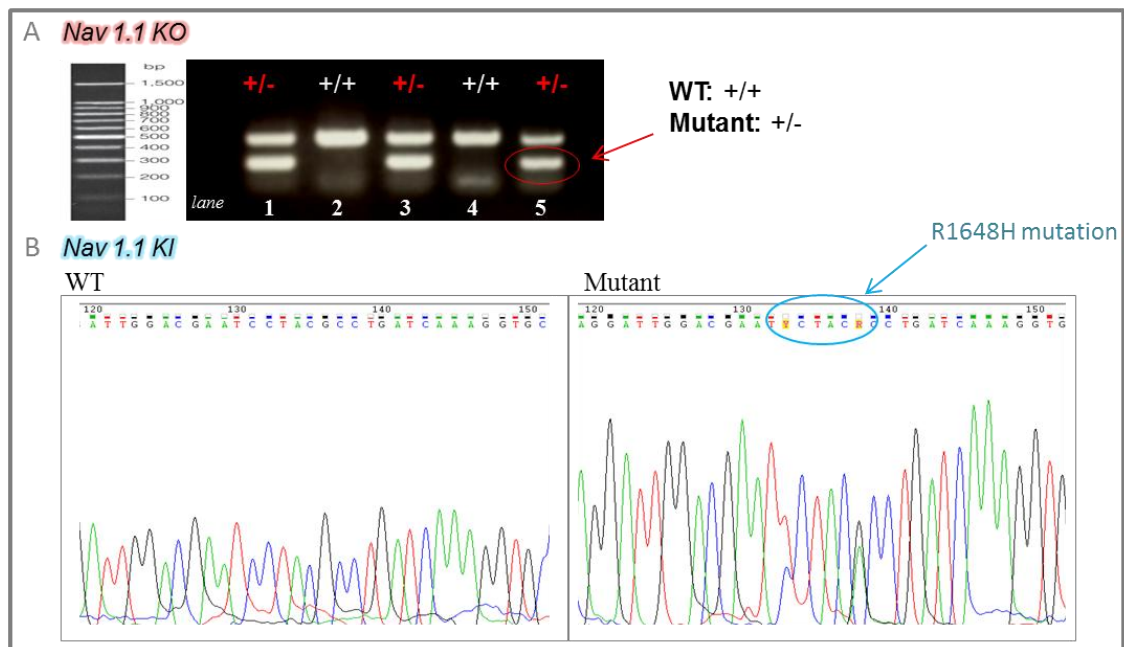 A Nav 1.1 KO
bp
1,500
1,000
900
800
700
600
500
400
300
200
100
+/- +/+ +/- +/+ +/-
lane 1 2 3 4 5
WT: +/+
Mutant: +/-
B Nav 1.1 KI
R1648H mutation
WT
120 130 140 150
A T T G G A C G A A T C C T A C G C C T G A T C A A A G G T G C
Mutant
120 130 140 150
A G G A T T G G A C G A A T Y C T A C R C C T G A T C A A A G G T G